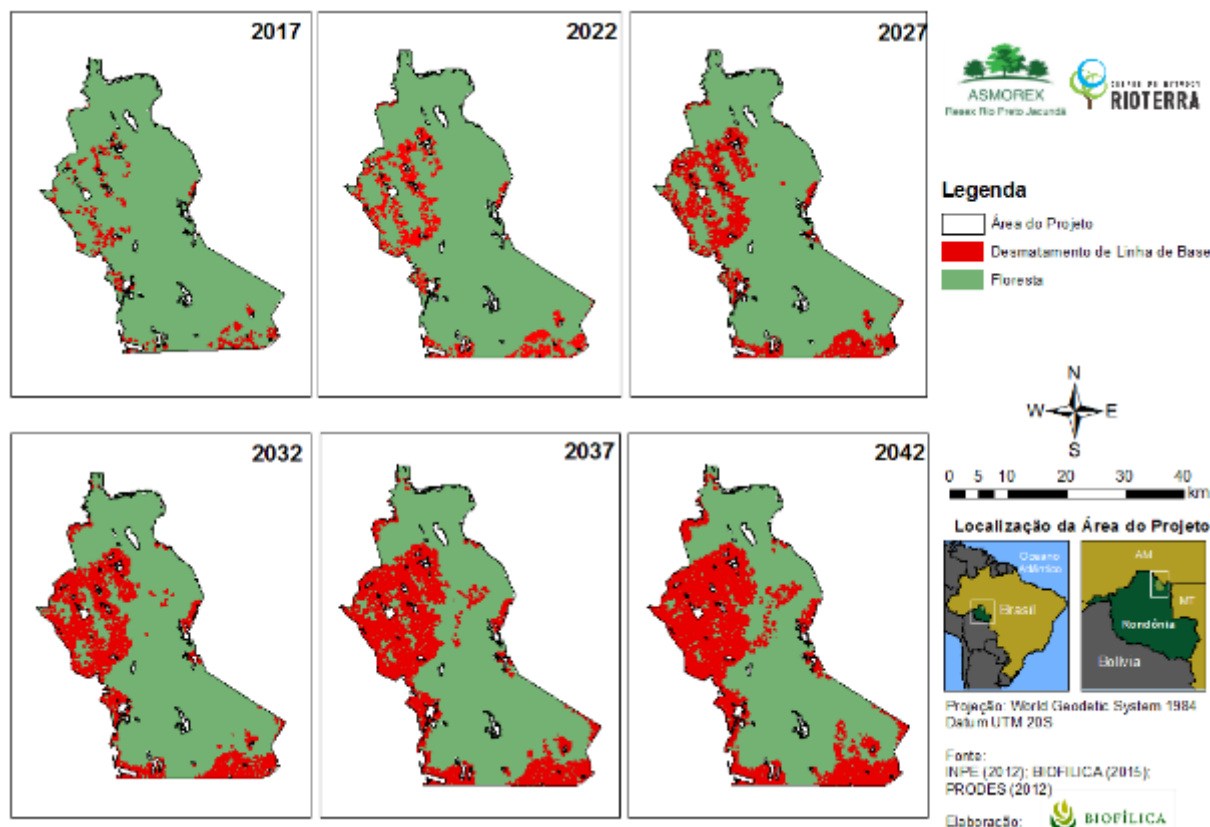 2017
2022
2027
ASMOREX
Resex Rio Preto Jacundá
RIOTERRA
Legenda
Área do Projeto
Desmatamento de Linha de Base
Floresta
2032
2037
2042
N
W
E
S
0 5 10 20 30 40
km
Localização da Área do Projeto
Oceano
Atlântico
Brasil
AM
MT
Rondônia
Bolívia
Projeção: World Geodetic System 1984
Datum UTM 20S
Fonte:
INPE (2012); BIOFILICA (2015);
PRODES (2012)
Elaboração:
BIOFÍLICA